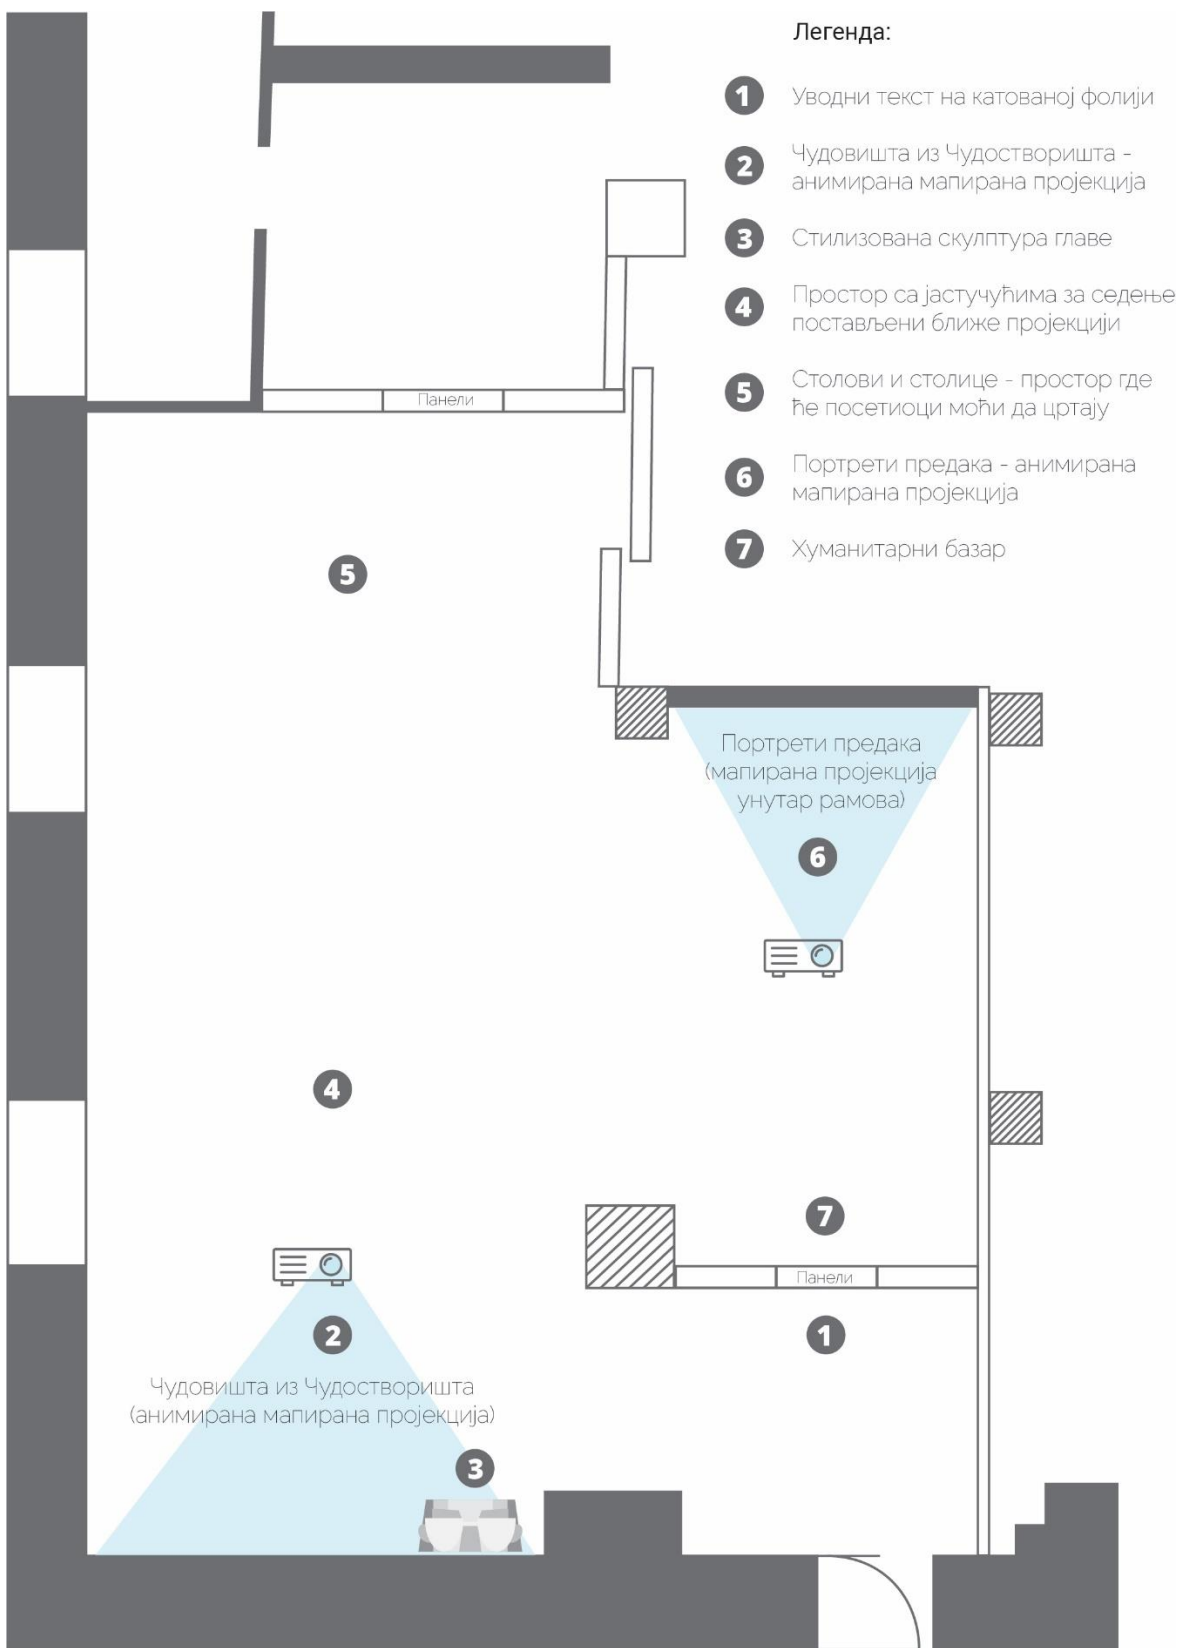 Легенда:
1 Уводни текст на катованој фолији
2 Чудовишта из Чудостворишта -
анимирана мапирана пројекција
3 Стилизована скулптура главе
4 Простор са јастучућима за седење
постављени ближе пројекцији
5 Столови и столице - простор где
ће посетиоци моћи да цртају
6 Портрети предака - анимирана
мапирана пројекција
7 Хуманитарни базар
Панели
5
Портрети предака
(мапирана пројекција
унутар рамова)
6
4
7
Панели
2
1
Чудовишта из Чудостворишта
(анимирана мапирана пројекција)
3